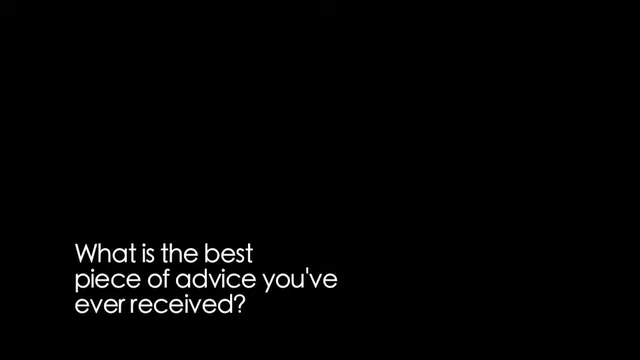 What is the best
piece of advice you've
ever received?